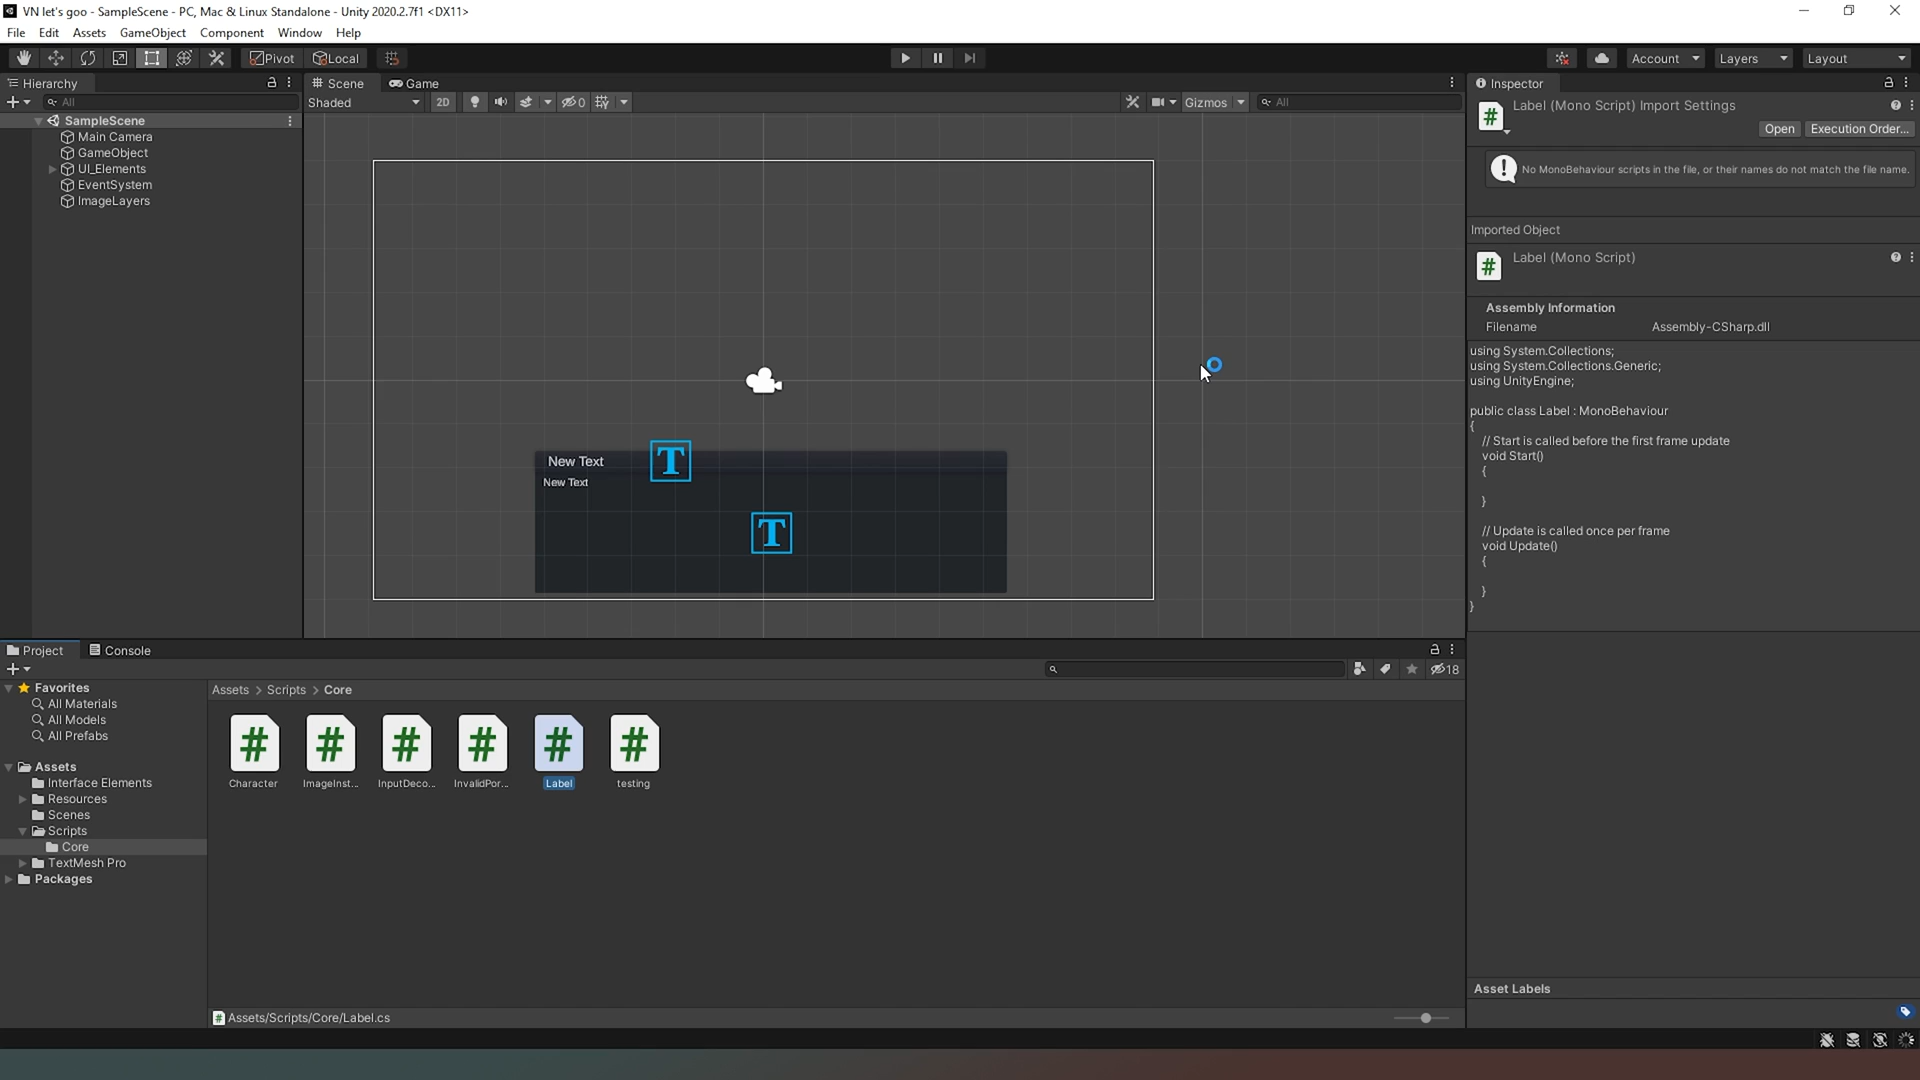 VN let's goo - SampleScene - PC, Mac & Linux Standalone - Unity 2020.2.7f1 <DX11>
File Edit Assets GameObject Component Window Help
Pivot Local Account Layers Layout
Hierarchy
All
SampleScene
Main Camera
GameObject
UI_Elements
EventSystem
ImageLayers
Scene Game
Shaded 2D 0 Gizmos All
New Text
New Text
T
T
Inspector
Label (Mono Script) Import Settings
Open Execution Order...
No MonoBehaviour scripts in the file, or their names do not match the file name.
Imported Object
Label (Mono Script)
Assembly Information
Filename Assembly-CSharp.dll
using System.Collections;
using System.Collections.Generic;
using UnityEngine;
public class Label : MonoBehaviour
{
// Start is called before the first frame update
void Start()
{
}
// Update is called once per frame
void Update()
{
}
}
Asset Labels
Project Console
18
Favorites
All Materials
All Models
All Prefabs
Assets
Interface Elements
Resources
Scenes
Scripts
Core
TextMesh Pro
Packages
Assets > Scripts > Core
Character ImageInst... InputDeco... InvalidPor... Label testing
Assets/Scripts/Core/Label.cs